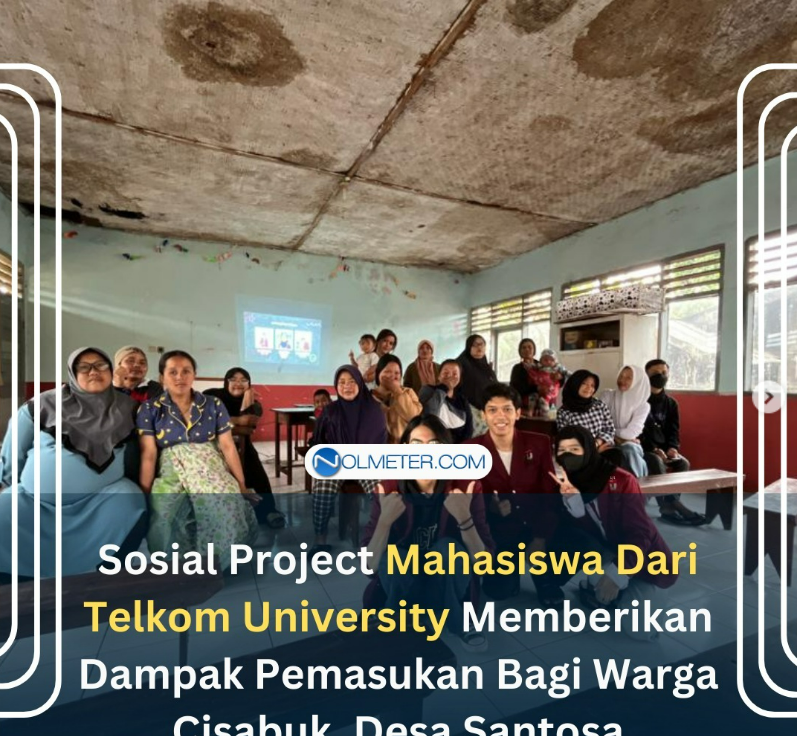 NOLMETER.COM
Sosial Project Mahasiswa Dari
Telkom University Memberikan
Dampak Pemasukan Bagi Warga
Cisabuk, Desa Santosa